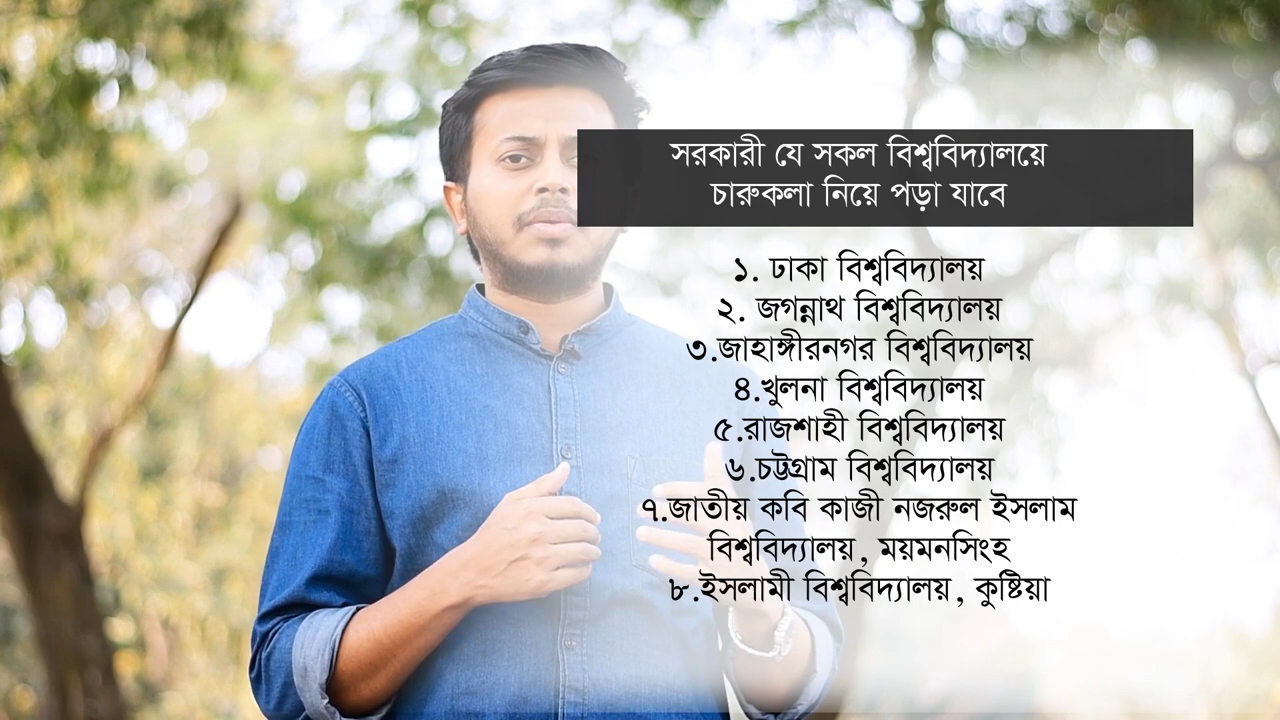 সরকারী যে সকল বিশ্ববিদ্যালয়ে
চারুকলা নিয়ে পড়া যাবে
১. ঢাকা বিশ্ববিদ্যালয়
২. জগন্নাথ বিশ্ববিদ্যালয়
৩.জাহাঙ্গীরনগর বিশ্ববিদ্যালয়
৪.খুলনা বিশ্ববিদ্যালয়
৫.রাজশাহী বিশ্ববিদ্যালয়
৬.চট্টগ্রাম বিশ্ববিদ্যালয়
৭.জাতীয় কবি কাজী নজরুল ইসলাম
বিশ্ববিদ্যালয়, ময়মনসিংহ
৮.ইসলামী বিশ্ববিদ্যালয়, কুষ্টিয়া